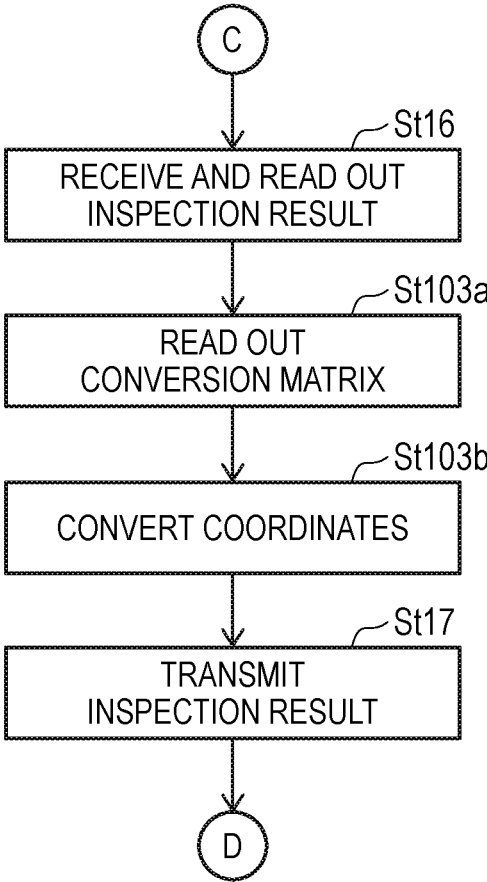 C
St16
RECEIVE AND READ OUT
INSPECTION RESULT
St103a
READ OUT
CONVERSION MATRIX
St103b
CONVERT COORDINATES
St17
TRANSMIT
INSPECTION RESULT
D